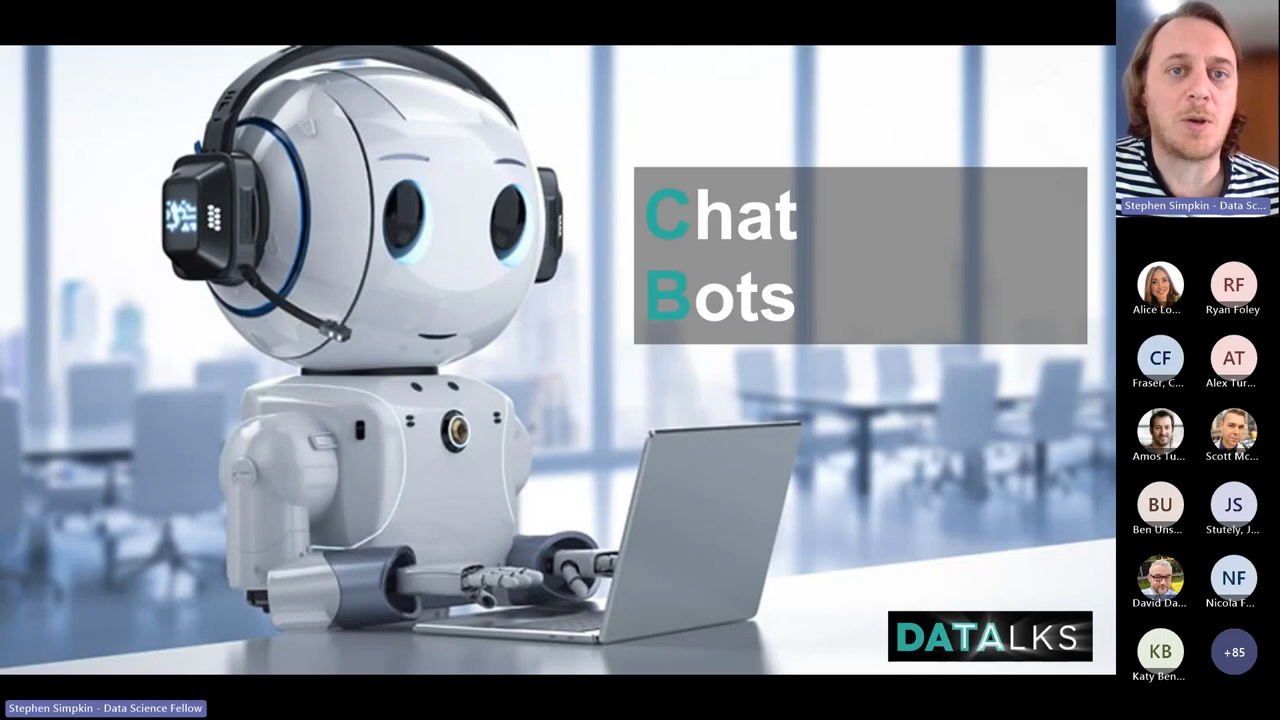 Chat
Bots
DATALKS
Stephen Simpkin - Data Science Fellow
Stephen Simpkin - Data Sc...
Alice Lo...
RF
Ryan Foley
CF
Fraser, C...
AT
Alex Tur...
Amos Tu...
Scott Mc...
BU
Ben Uns...
JS
Stutely, J...
David Da...
NF
Nicola F...
KB
Katy Ben...
+85